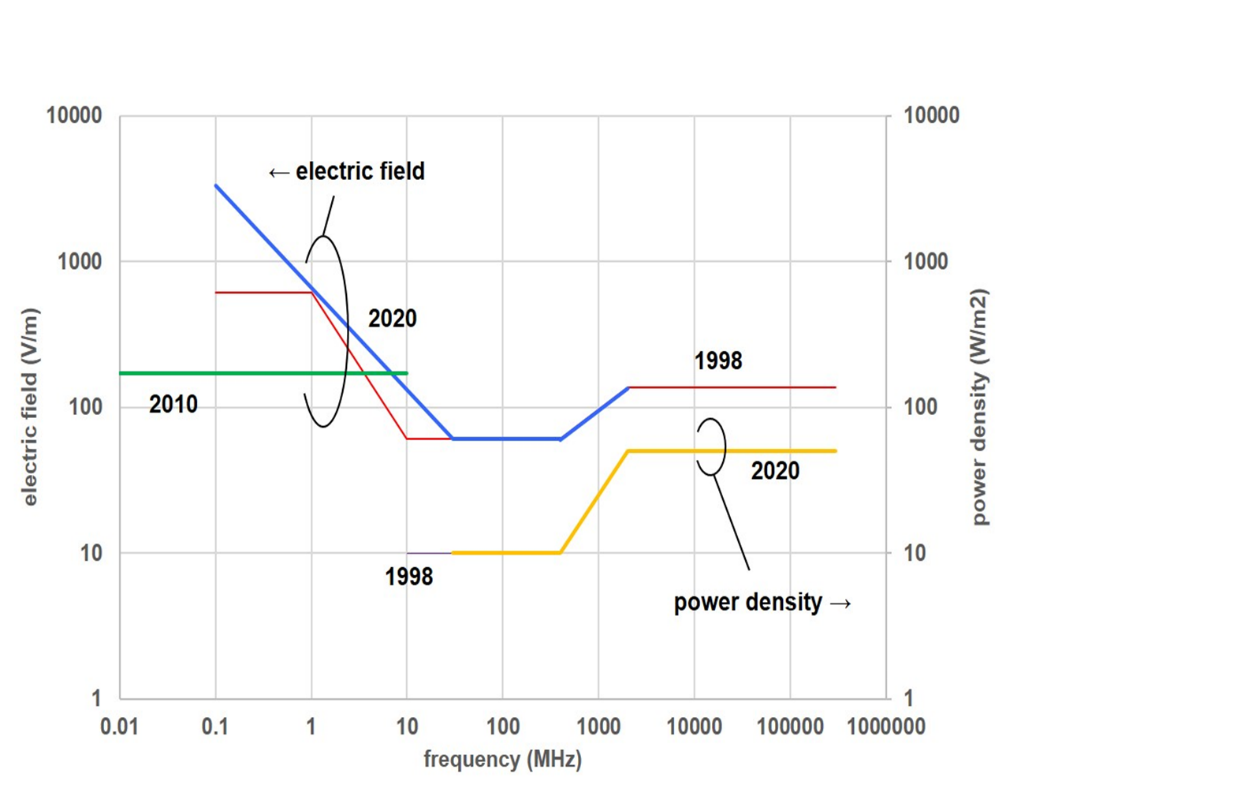 10000
10000
← electric field
1000
1000
2020
1998
2010
100
100
2020
10
10
1998
power density →
1
1
0.01 0.1 1 10 100 1000 10000 100000 1000000
frequency (MHz)
electric field (V/m)
power density (W/m2)